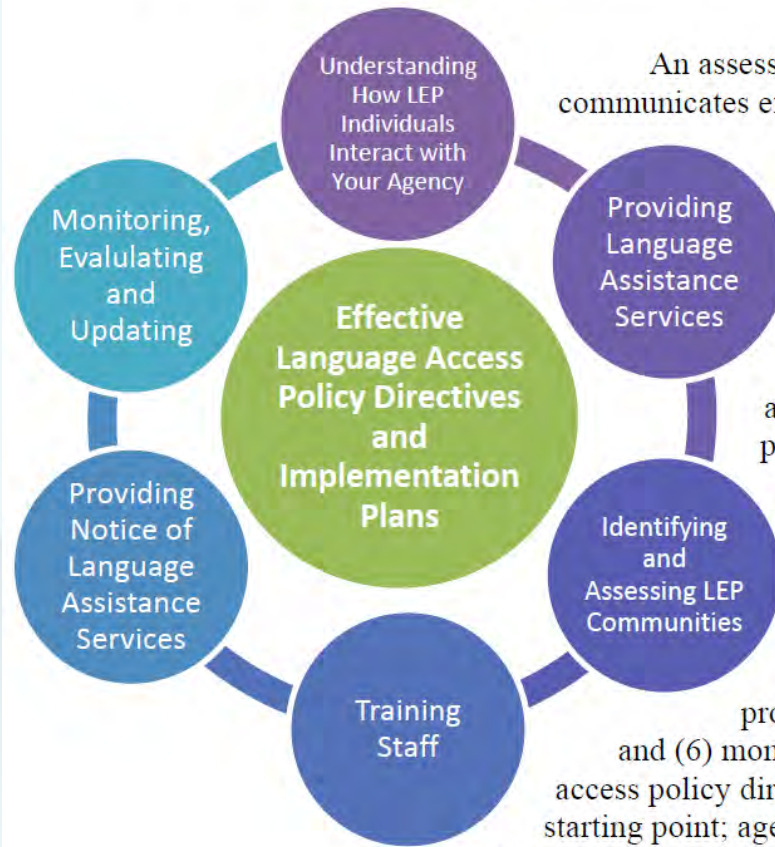 Understanding
How LEP
Individuals
Interact with
Your Agency
An assess
communicates e
Providing
Language
Assistance
Services
Monitoring,
Evalulating
and
Updating
Effective
Language Access
Policy Directives
and
Implementation
Plans
a
p
Identifying
and
Assessing LEP
Communities
Providing
Notice of
Language
Assistance
Services
Training
Staff
pro
and (6) mon
access policy dir
starting point; age